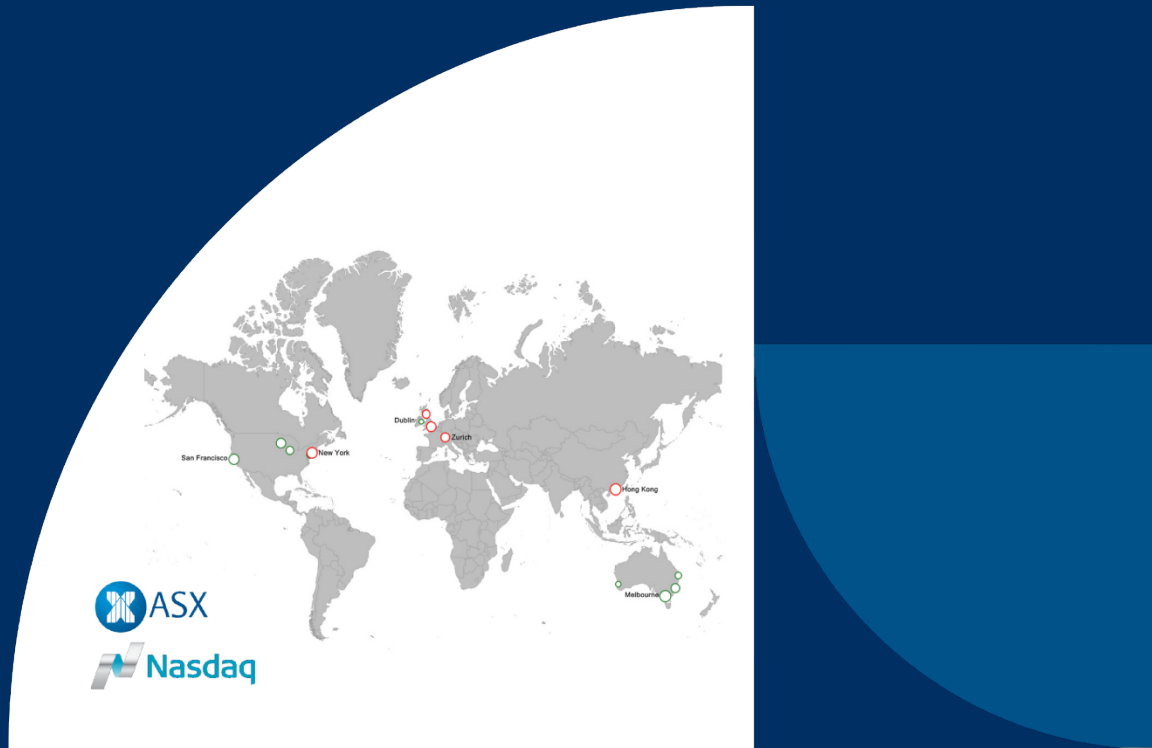 Dublin
Zurich
San Francisco
New York
Hong Kong
Melbourne
ASX
Nasdaq